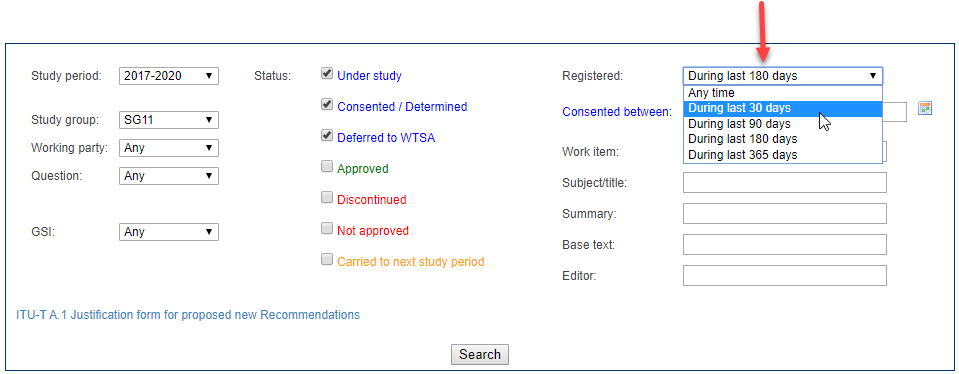 Study period: 2017-2020
Study group: SG11
Working party: Any
Question: Any
GSI: Any
Status:
Under study
Consented / Determined
Deferred to WTSA
Approved
Discontinued
Not approved
Carried to next study period
Registered: During last 180 days
Any time
During last 30 days
During last 90 days
During last 180 days
During last 365 days
Consented between:
Work item:
Subject/title:
Summary:
Base text:
Editor:
ITU-T A.1 Justification form for proposed new Recommendations
Search